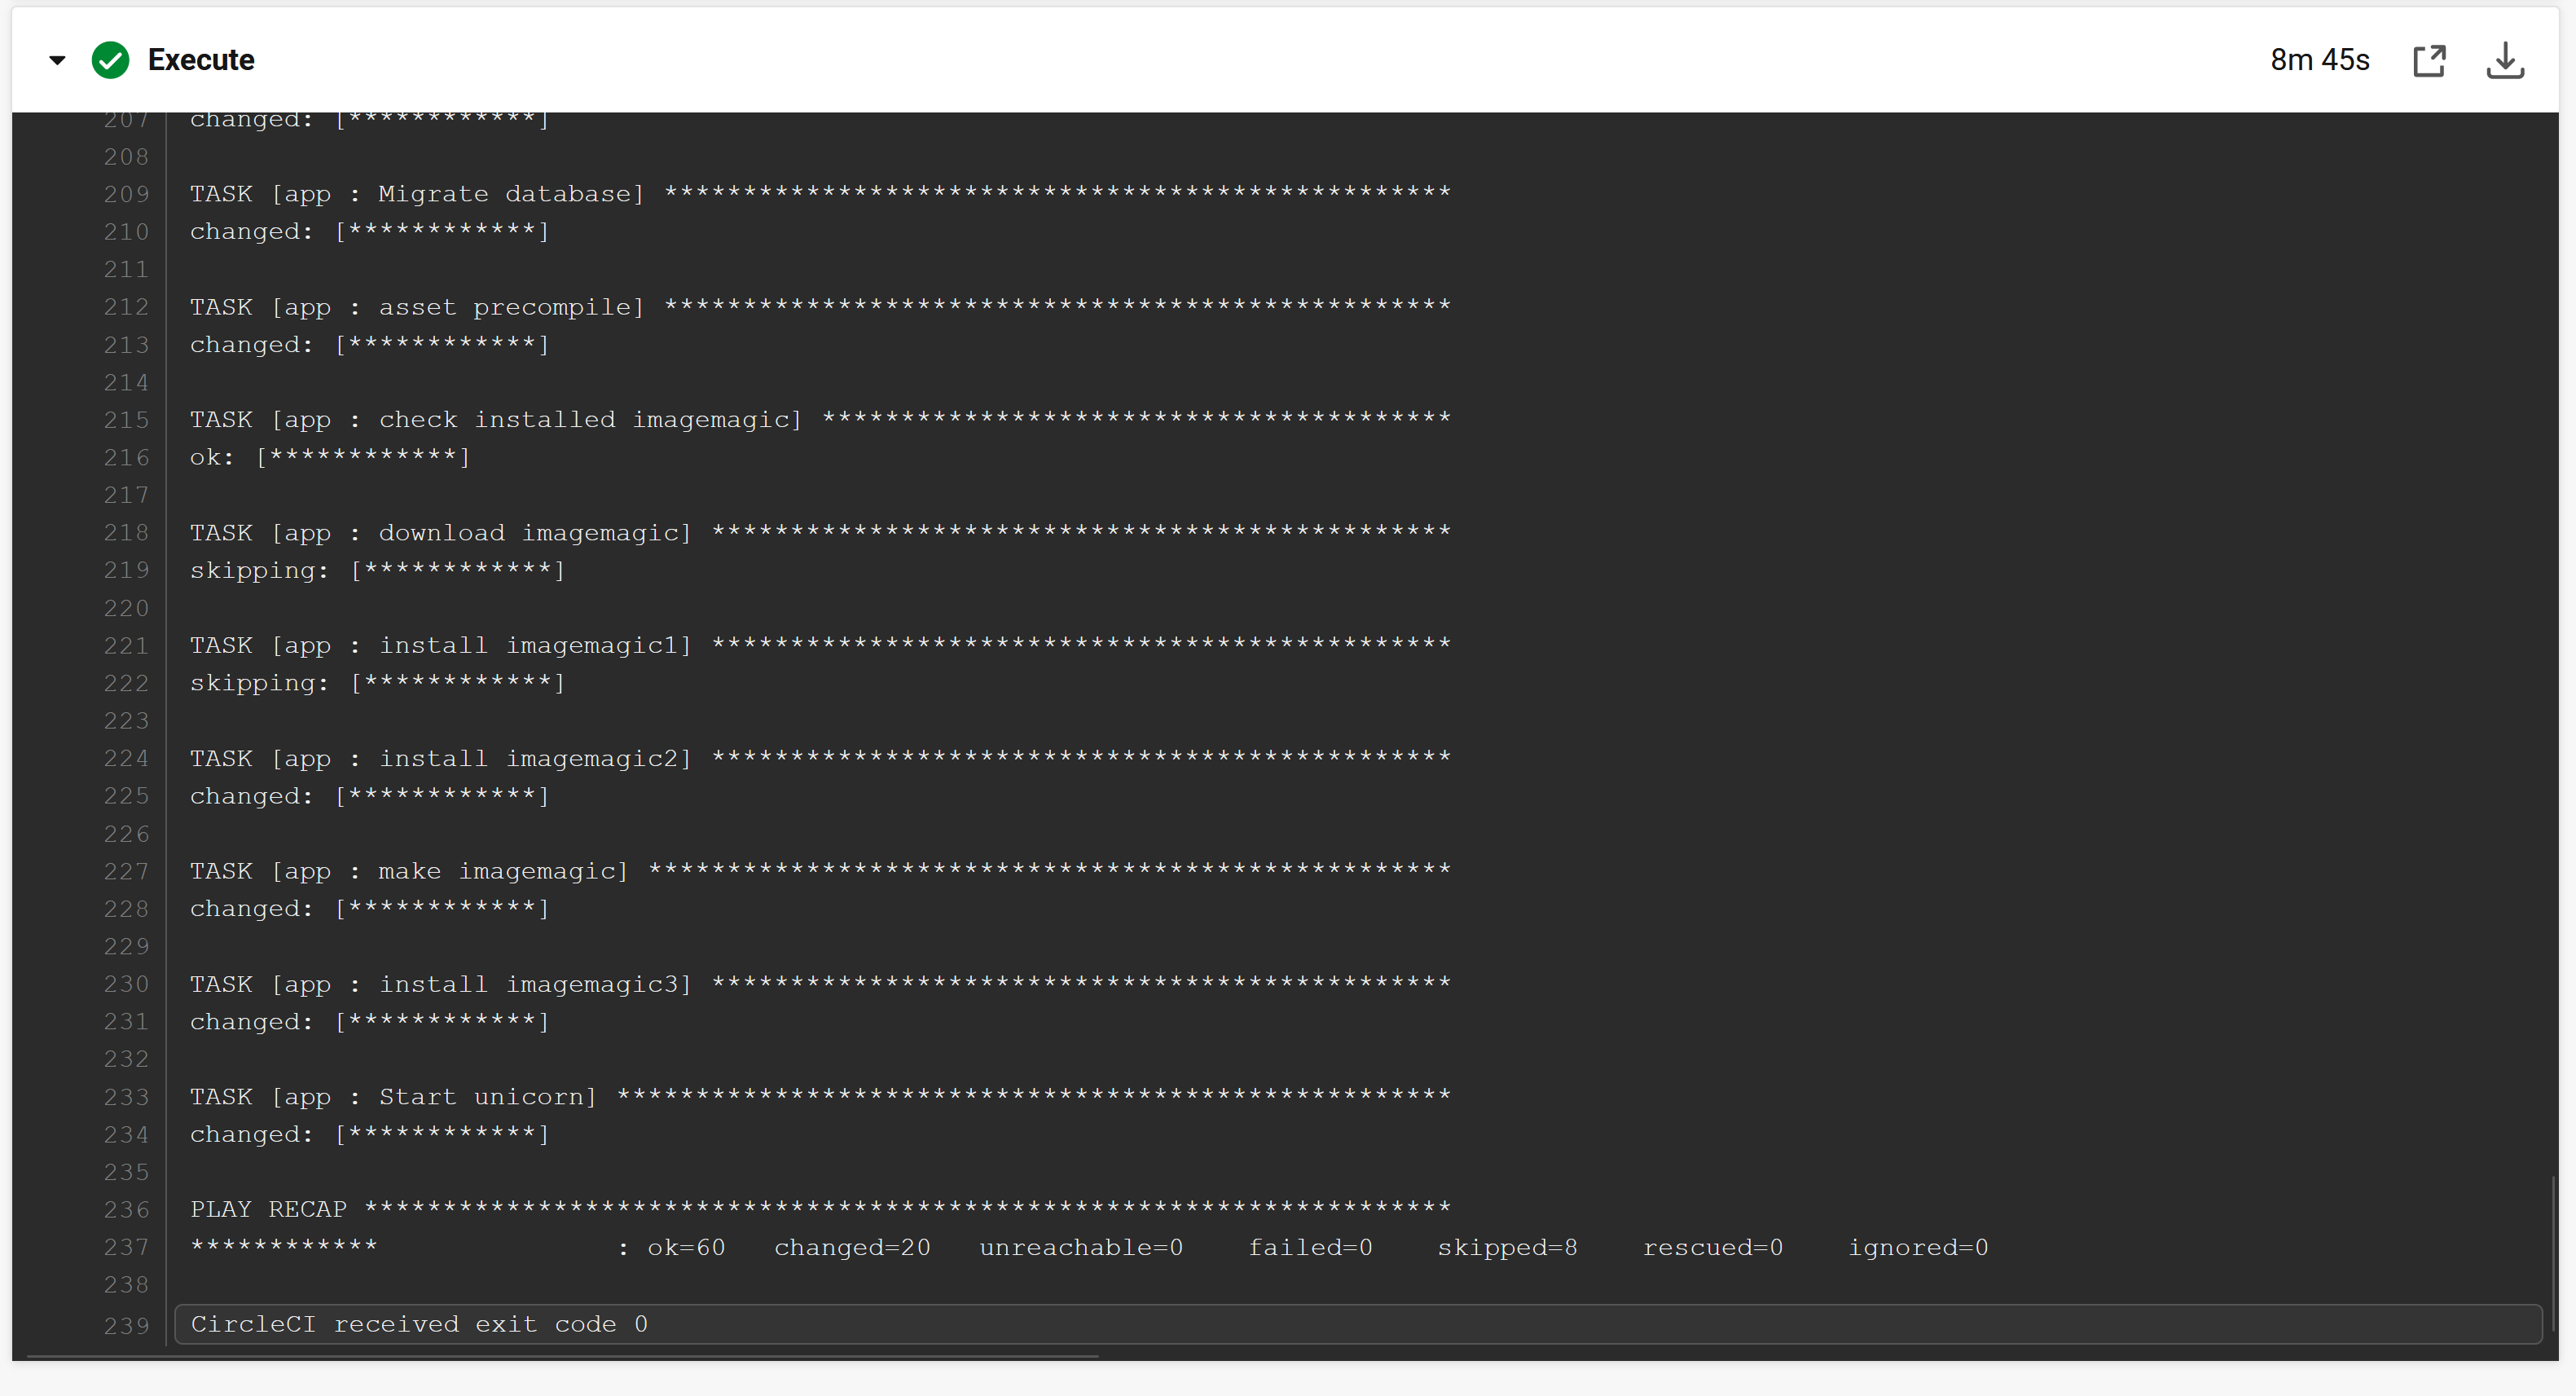 Execute 8m 45s
207 changed: [************]
208
209 TASK [app : Migrate database] **************************************************
210 changed: [************]
211
212 TASK [app : asset precompile] **************************************************
213 changed: [************]
214
215 TASK [app : check installed imagemagic] ****************************************
216 ok: [************]
217
218 TASK [app : download imagemagic] ***********************************************
219 skipping: [************]
220
221 TASK [app : install imagemagic1] ***********************************************
222 skipping: [************]
223
224 TASK [app : install imagemagic2] ***********************************************
225 changed: [************]
226
227 TASK [app : make imagemagic] ***************************************************
228 changed: [************]
229
230 TASK [app : install imagemagic3] ***********************************************
231 changed: [************]
232
233 TASK [app : Start unicorn] *****************************************************
234 changed: [************]
235
236 PLAY RECAP *********************************************************************
237 ************ : ok=60 changed=20 unreachable=0 failed=0 skipped=8 rescued=0 ignored=0
238
239 CircleCI received exit code 0